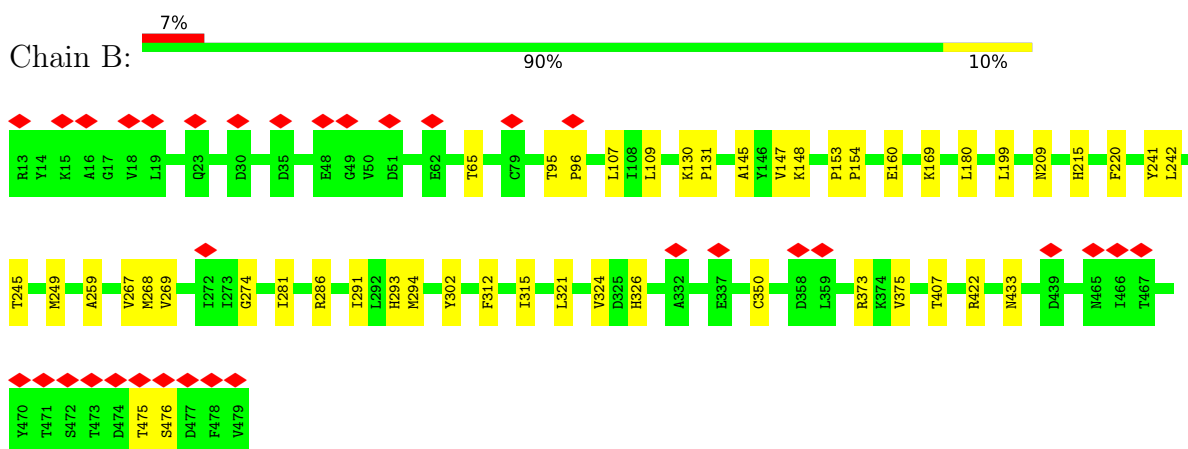 7%
Chain B:
90% 10%
R13 Y14 K15 A16 G17 V18 L19 Q23 D30 D35 E48 G49 V50 D51 E62 T65 C79 T95 P96 L107 I108 L109 K130 P131 A145 Y146 V147 K148 P153 P154 E160 K169 L180 L199 N209 H215 F220 Y241 L242
T245 M249 A259 V267 M268 V269 I272 I273 G274 I281 R286 I291 L292 H293 M294 Y302 F312 I315 L321 V324 D325 H326 A332 E337 C350 D358 L359 R373 K374 V375 T407 R422 N433 D439 N465 I466 T467
Y470 T471 S472 T473 D474 T475 S476 D477 F478 V479